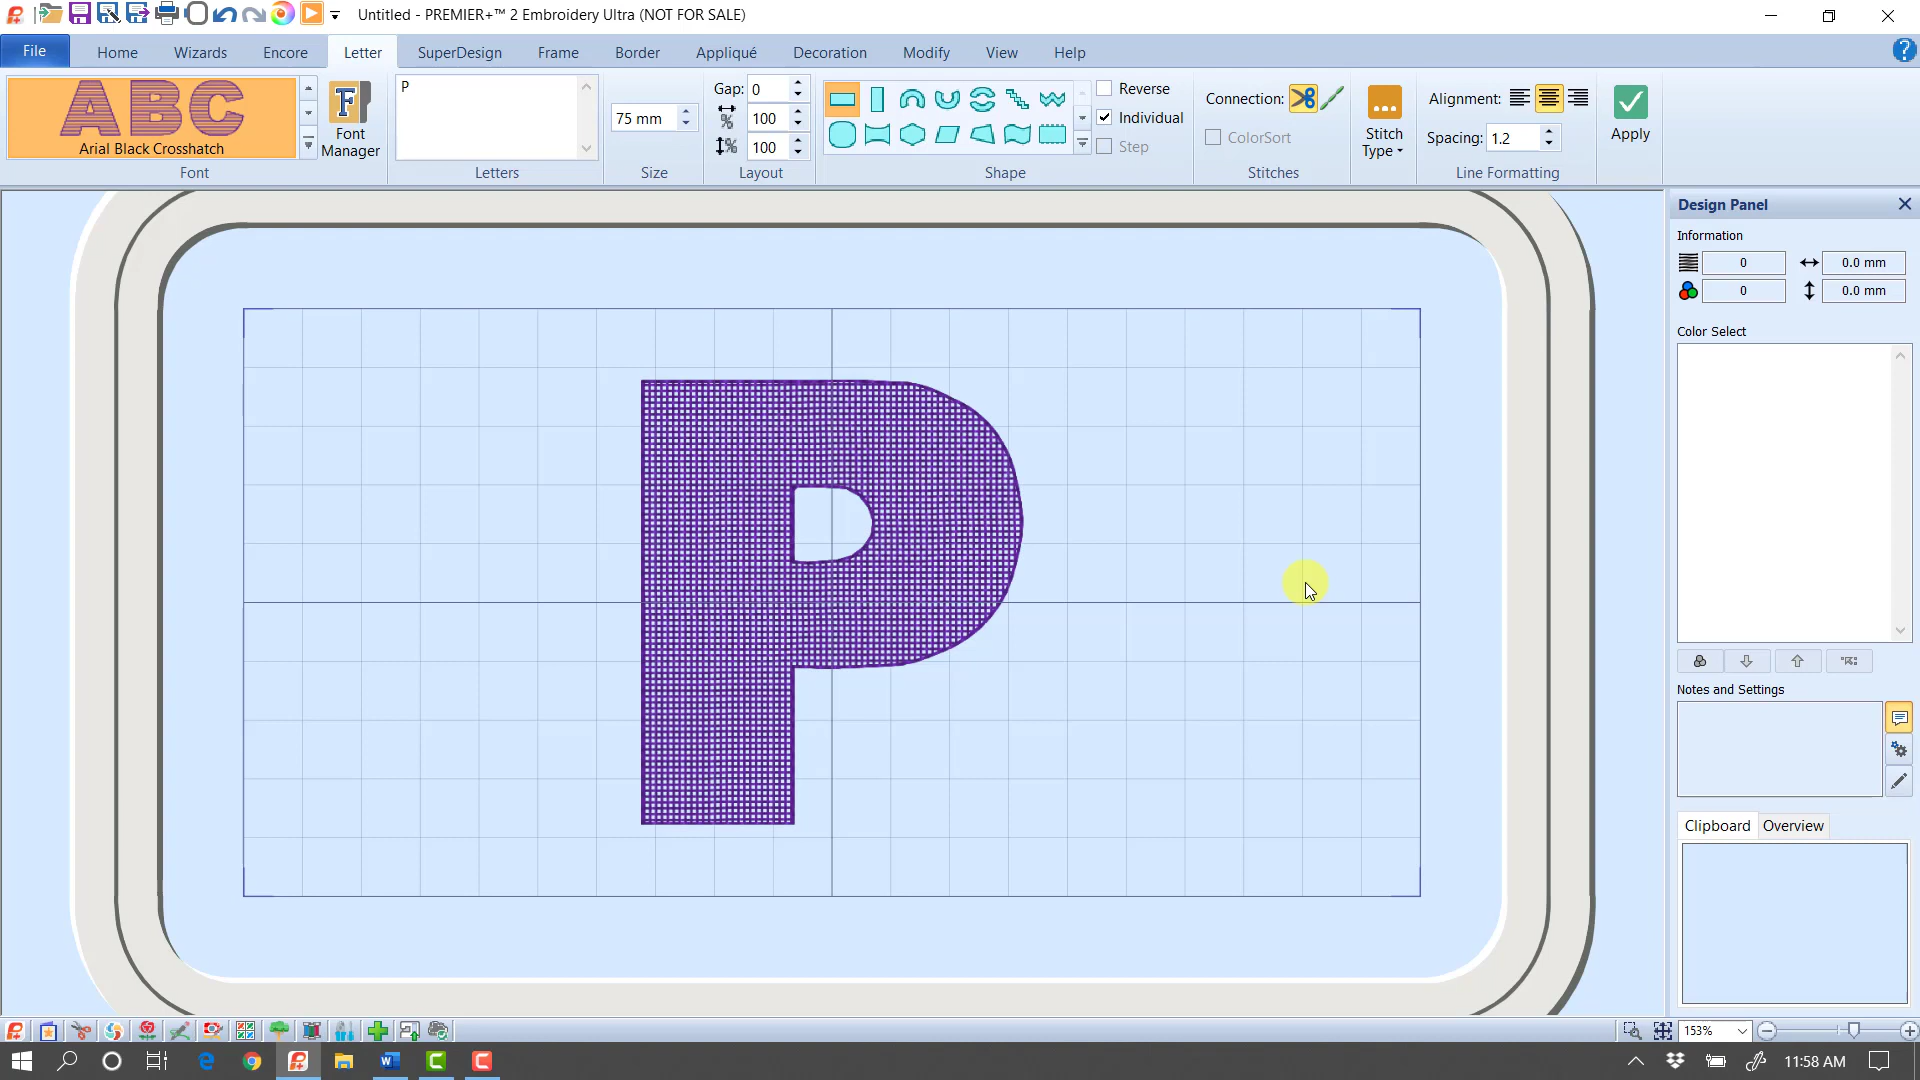 Untitled - PREMIER+™ 2 Embroidery Ultra (NOT FOR SALE)
File Home Wizards Encore Letter SuperDesign Frame Border Appliqué Decoration Modify View Help
ABC
Arial Black Crosshatch
Font Manager
Font
P
Letters
75 mm
Size
Gap: 0
100
100
Layout
Reverse
Individual
Step
Shape
Connection:
ColorSort
Stitches
Stitch Type
Alignment:
Spacing: 1.2
Line Formatting
Apply
Design Panel
Information
0 0.0 mm
0 0.0 mm
Color Select
P
Notes and Settings
Clipboard Overview
153%
11:58 AM